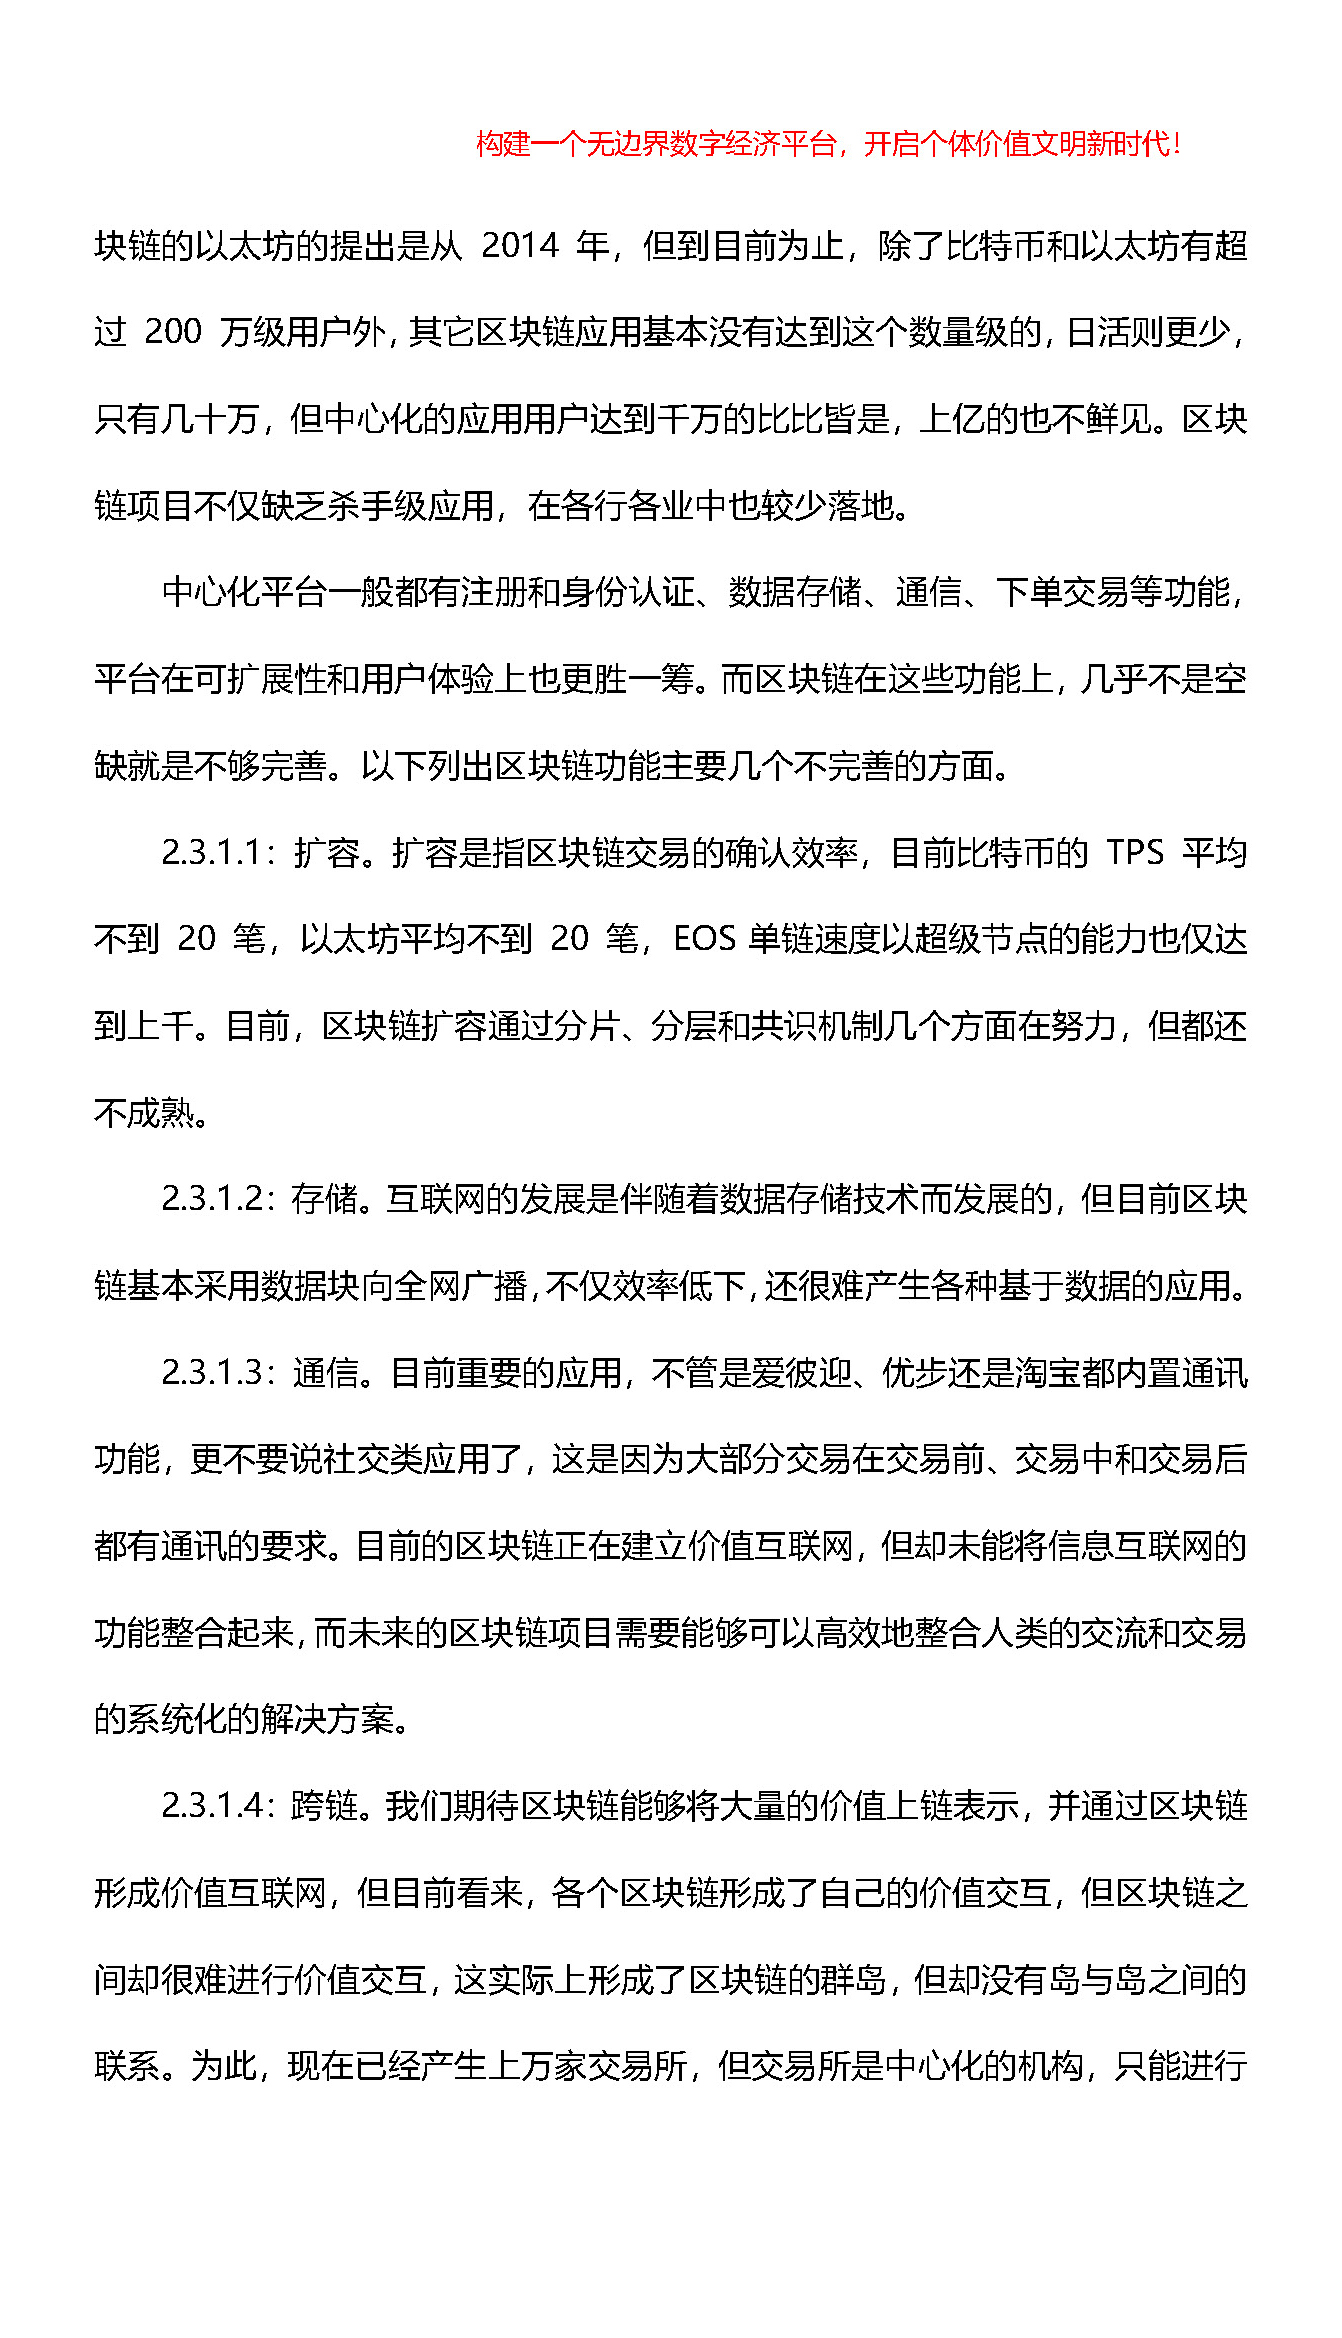 构建一个无边界数字经济平台，开启个体价值文明新时代！
块链的以太坊的提出是从 2014 年，但到目前为止，除了比特币和以太坊有超
过 200 万级用户外，其它区块链应用基本没有达到这个数量级的，日活则更少，
只有几十万，但中心化的应用用户达到千万的比比皆是，上亿的也不鲜见。区块
链项目不仅缺乏杀手级应用，在各行各业中也较少落地。
中心化平台一般都有注册和身份认证、数据存储、通信、下单交易等功能，
平台在可扩展性和用户体验上也更胜一筹。而区块链在这些功能上，几乎不是空
缺就是不够完善。以下列出区块链功能主要几个不完善的方面。
2.3.1.1：扩容。扩容是指区块链交易的确认效率，目前比特币的 TPS 平均
不到 20 笔，以太坊平均不到 20 笔，EOS 单链速度以超级节点的能力也仅达
到上千。目前，区块链扩容通过分片、分层和共识机制几个方面在努力，但都还
不成熟。
2.3.1.2：存储。互联网的发展是伴随着数据存储技术而发展的，但目前区块
链基本采用数据块向全网广播，不仅效率低下，还很难产生各种基于数据的应用。
2.3.1.3：通信。目前重要的应用，不管是爱彼迎、优步还是淘宝都内置通讯
功能，更不要说社交类应用了，这是因为大部分交易在交易前、交易中和交易后
都有通讯的要求。目前的区块链正在建立价值互联网，但却未能将信息互联网的
功能整合起来，而未来的区块链项目需要能够可以高效地整合人类的交流和交易
的系统化的解决方案。
2.3.1.4：跨链。我们期待区块链能够将大量的价值上链表示，并通过区块链
形成价值互联网，但目前看来，各个区块链形成了自己的价值交互，但区块链之
间却很难进行价值交互，这实际上形成了区块链的群岛，但却没有岛与岛之间的
联系。为此，现在已经产生上万家交易所，但交易所是中心化的机构，只能进行